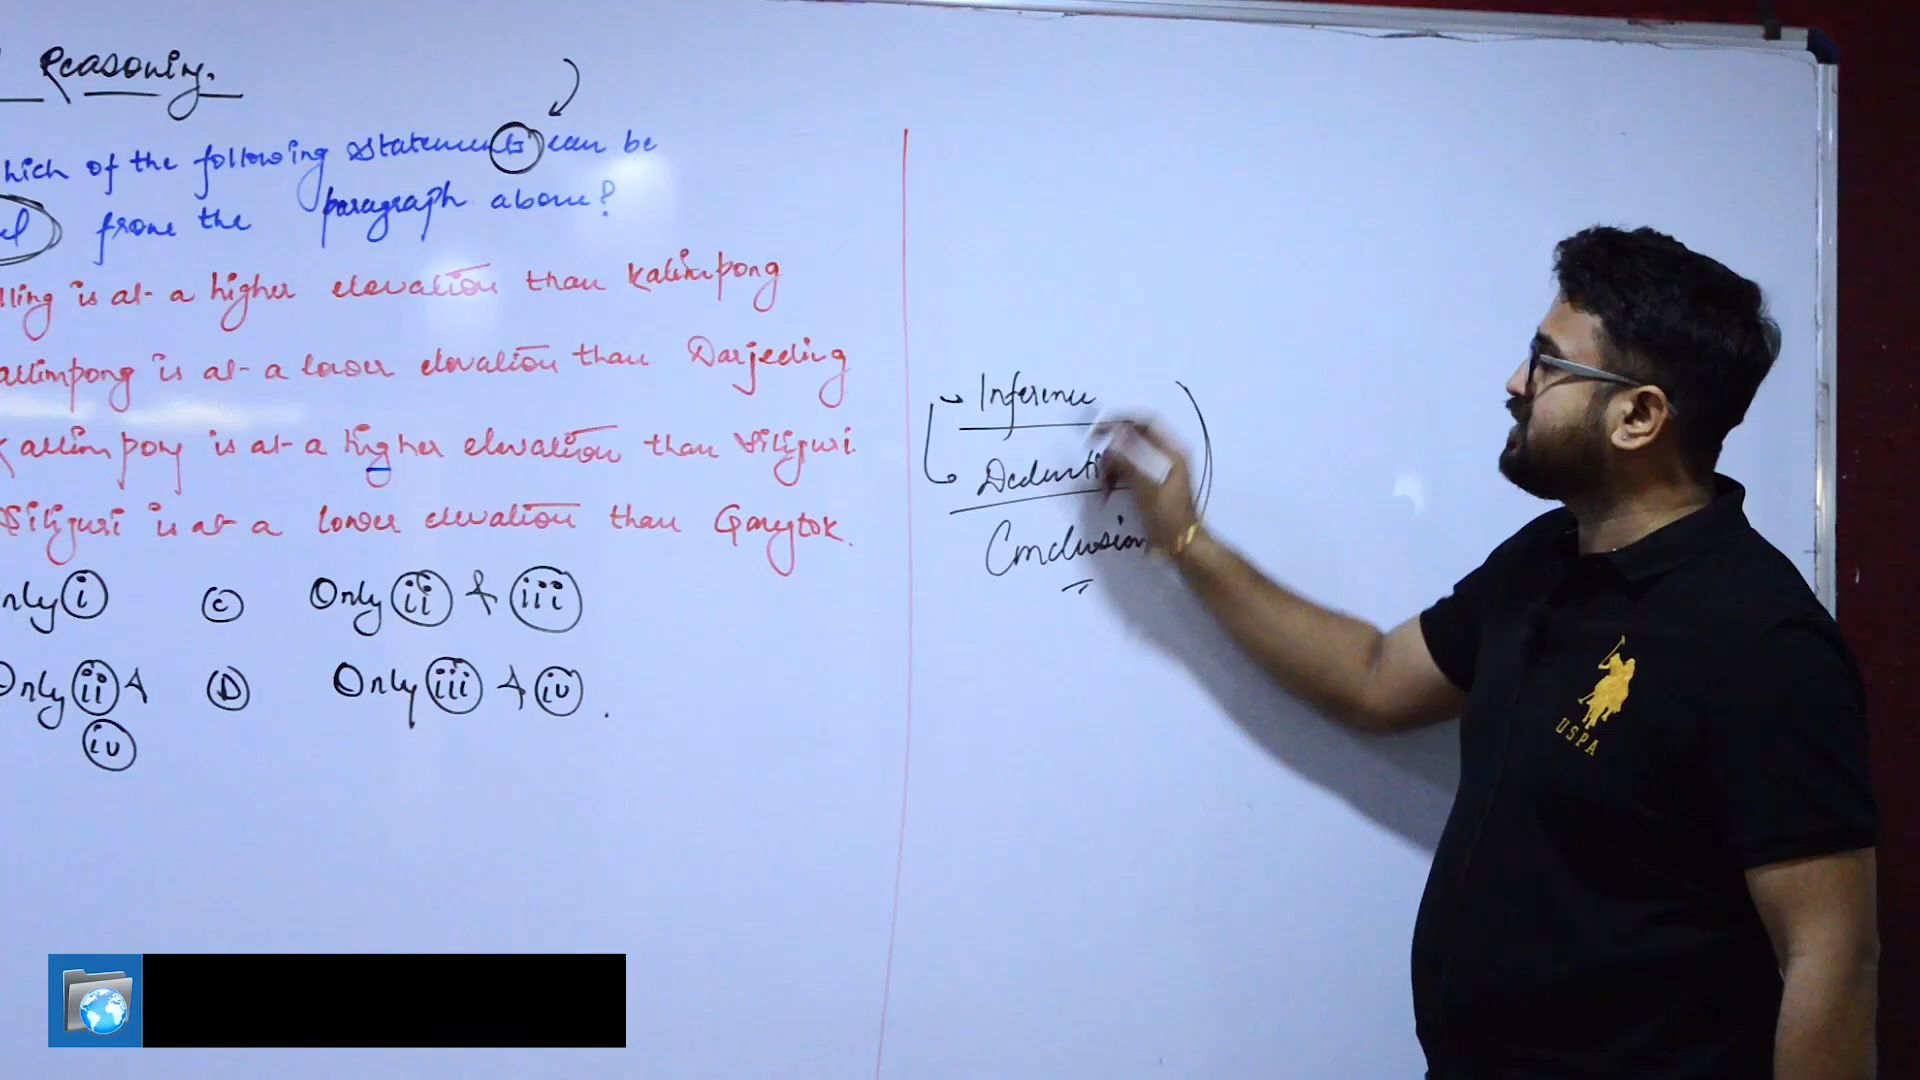 Reasoning.
hich of the following statements can be
from the paragraph above?
lling is at a higher elevation than Kalimpong
allimpong is at a lower elevation than Darjeeling
Kallimpong is at a higher elevation than Siliguri.
Siliguri is at a lower elevation than Gangtok.
nly i C Only ii & iii
Only ii & D Only iii & iv .
iv
Inference
Deducti
Conclusion
USPA